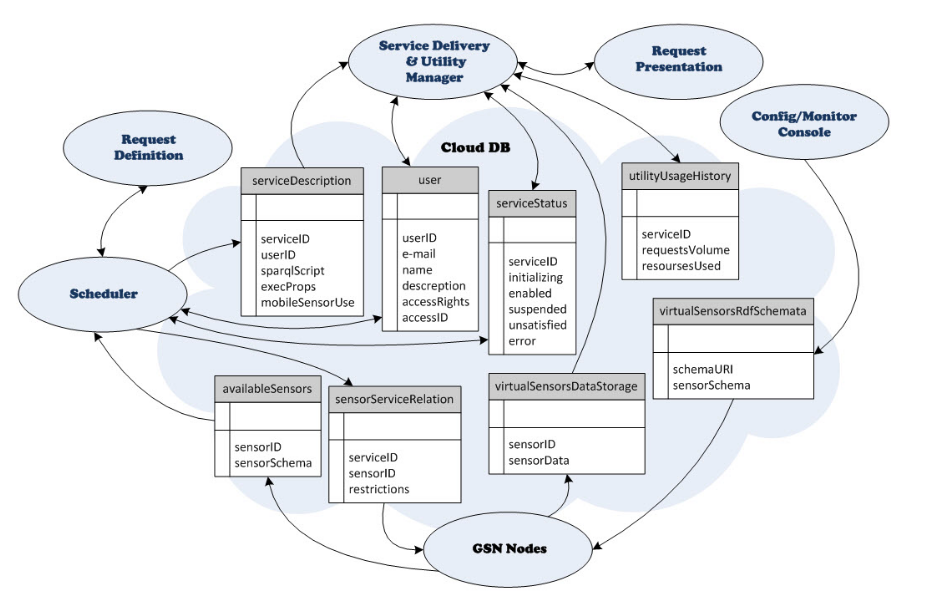 Service Delivery
& Utility
Manager
Request
Presentation
Config/Monitor
Console
Request
Definition
Cloud DB
serviceDescription
serviceID
userID
sparqlScript
execProps
mobileSensorUse
user
userID
e-mail
name
descreption
accessRights
accessID
serviceStatus
serviceID
initializing
enabled
suspended
unsatisfied
error
utilityUsageHistory
serviceID
requestsVolume
resoursesUsed
Scheduler
virtualSensorsRdfSchemata
schemaURI
sensorSchema
availableSensors
sensorID
sensorSchema
sensorServiceRelation
serviceID
sensorID
restrictions
virtualSensorsDataStorage
sensorID
sensorData
GSN Nodes